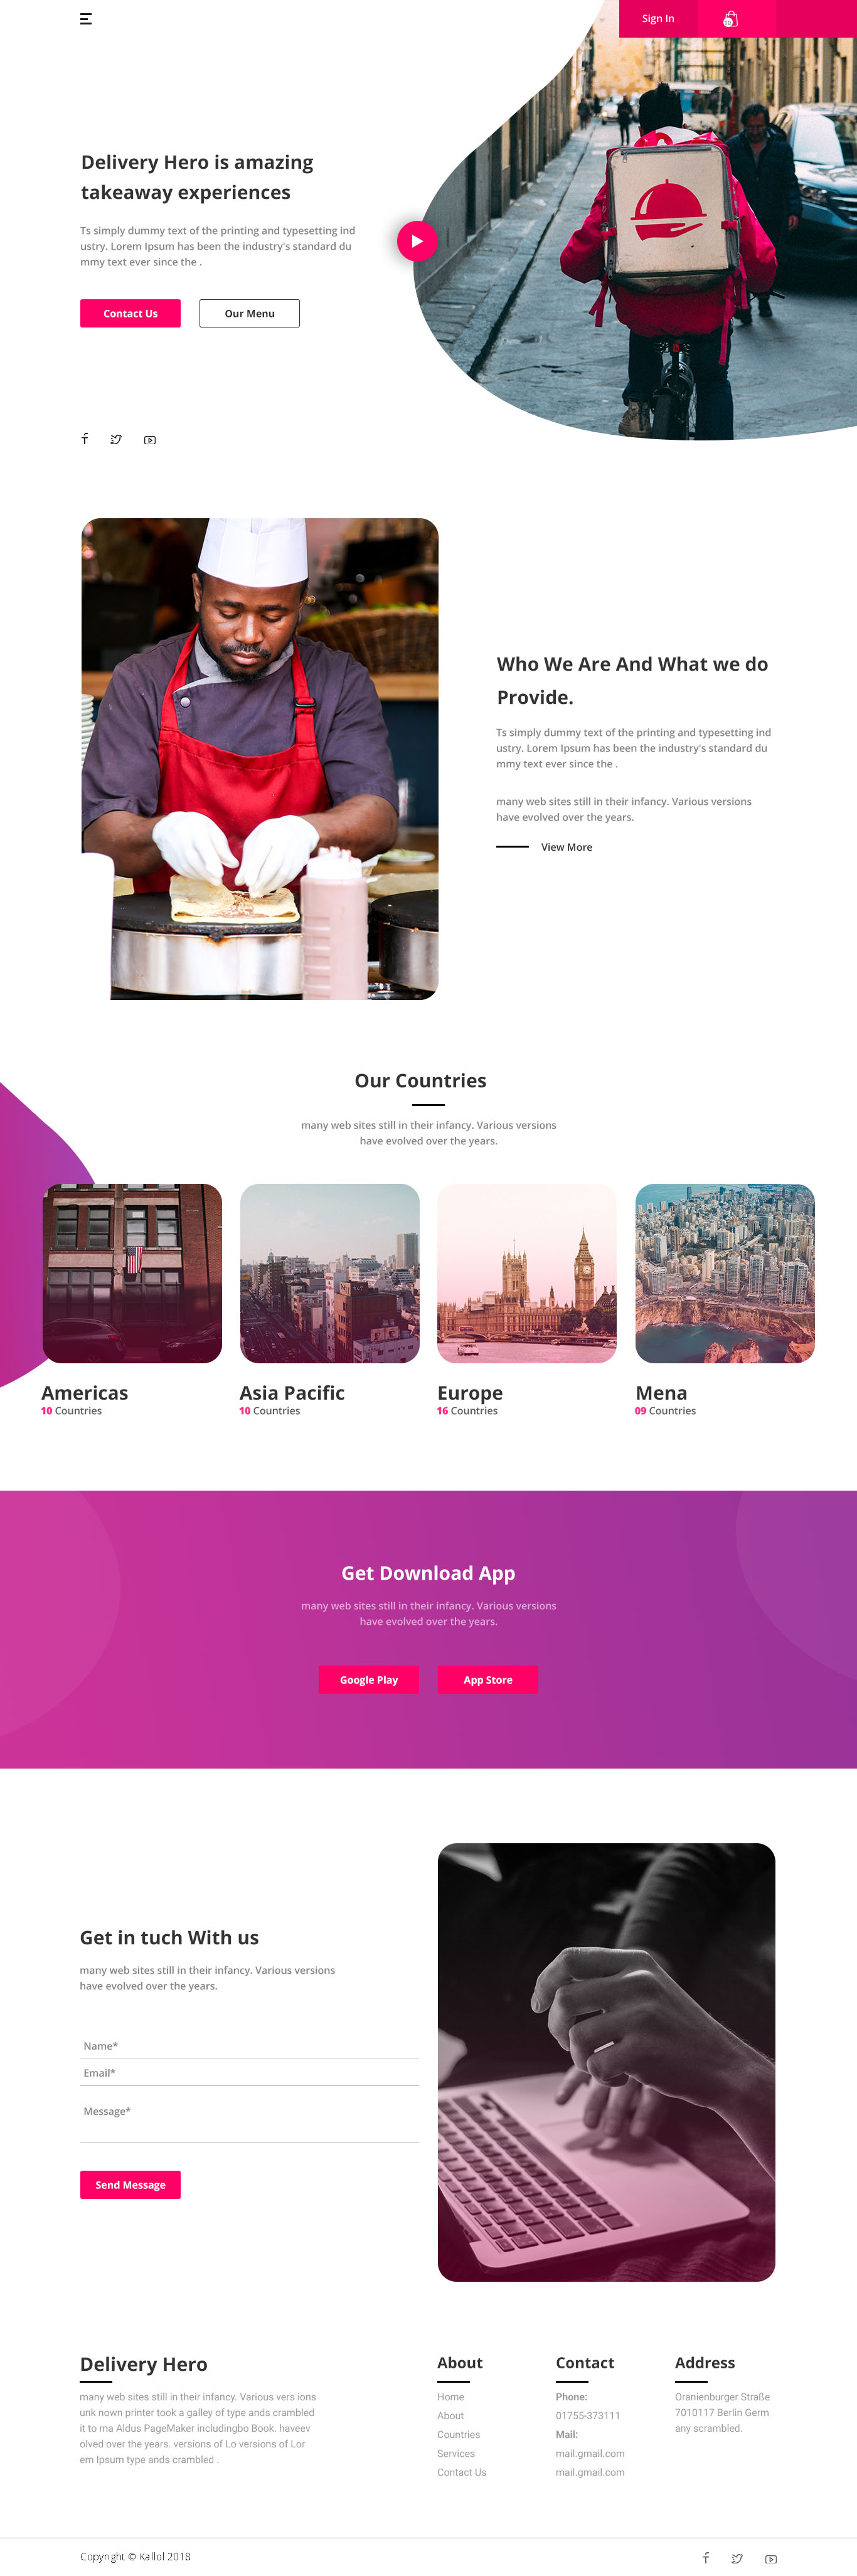 Sign In
10
Delivery Hero is amazing
takeaway experiences
Ts simply dummy text of the printing and typesetting ind
ustry. Lorem Ipsum has been the industry's standard du
mmy text ever since the .
Contact Us
Our Menu
Who We Are And What we do
Provide.
Ts simply dummy text of the printing and typesetting ind
ustry. Lorem Ipsum has been the industry's standard du
mmy text ever since the .
many web sites still in their infancy. Various versions
have evolved over the years.
View More
Our Countries
many web sites still in their infancy. Various versions
have evolved over the years.
Americas
10 Countries
Asia Pacific
10 Countries
Europe
16 Countries
Mena
09 Countries
Get Download App
many web sites still in their infancy. Various versions
have evolved over the years.
Google Play
App Store
Get in tuch With us
many web sites still in their infancy. Various versions
have evolved over the years.
Name*
Email*
Message*
Send Message
Delivery Hero
many web sites still in their infancy. Various vers ions
unk nown printer took a galley of type ands crambled
it to ma Aldus PageMaker includingbo Book. haveev
olved over the years. versions of Lo versions of Lor
em Ipsum type ands crambled .
About
Home
About
Countries
Services
Contact Us
Contact
Phone:
01755-373111
Mail:
mail.gmail.com
mail.gmail.com
Address
Oranienburger Straße
7010117 Berlin Germ
any scrambled.
Copyright © Kallol 2018